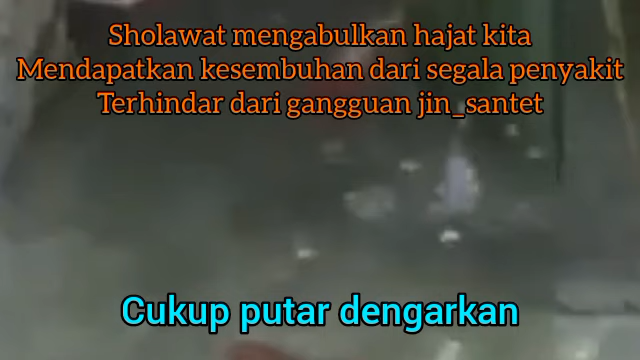 Sholawat mengabulkan hajat kita
Mendapatkan kesembuhan dari segala penyakit
Terhindar dari gangguan jin_santet
Cukup putar dengarkan